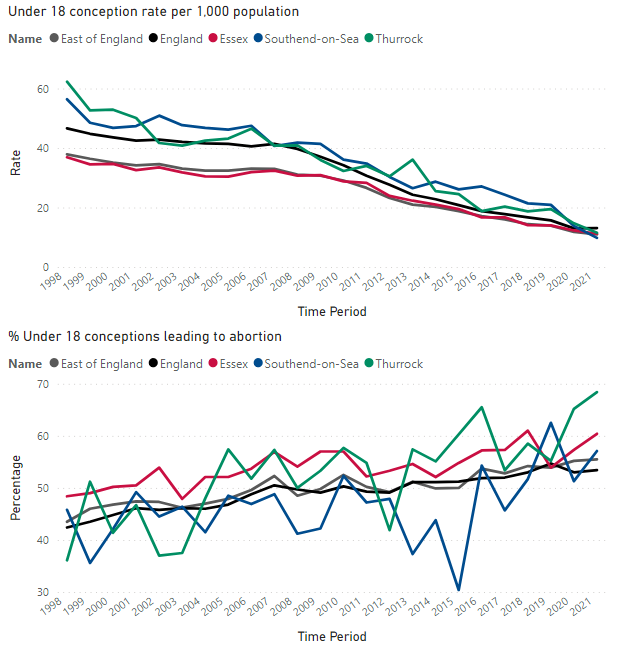 Under 18 conception rate per 1,000 population
Name East of England England Essex Southend-on-Sea Thurrock
60
40
20
0
Rate
1998 1999 2000 2001 2002 2003 2004 2005 2006 2007 2008 2009 2010 2011 2012 2013 2014 2015 2016 2017 2018 2019 2020 2021
Time Period
% Under 18 conceptions leading to abortion
Name East of England England Essex Southend-on-Sea Thurrock
70
60
50
40
30
Percentage
1998 1999 2000 2001 2002 2003 2004 2005 2006 2007 2008 2009 2010 2011 2012 2013 2014 2015 2016 2017 2018 2019 2020 2021
Time Period